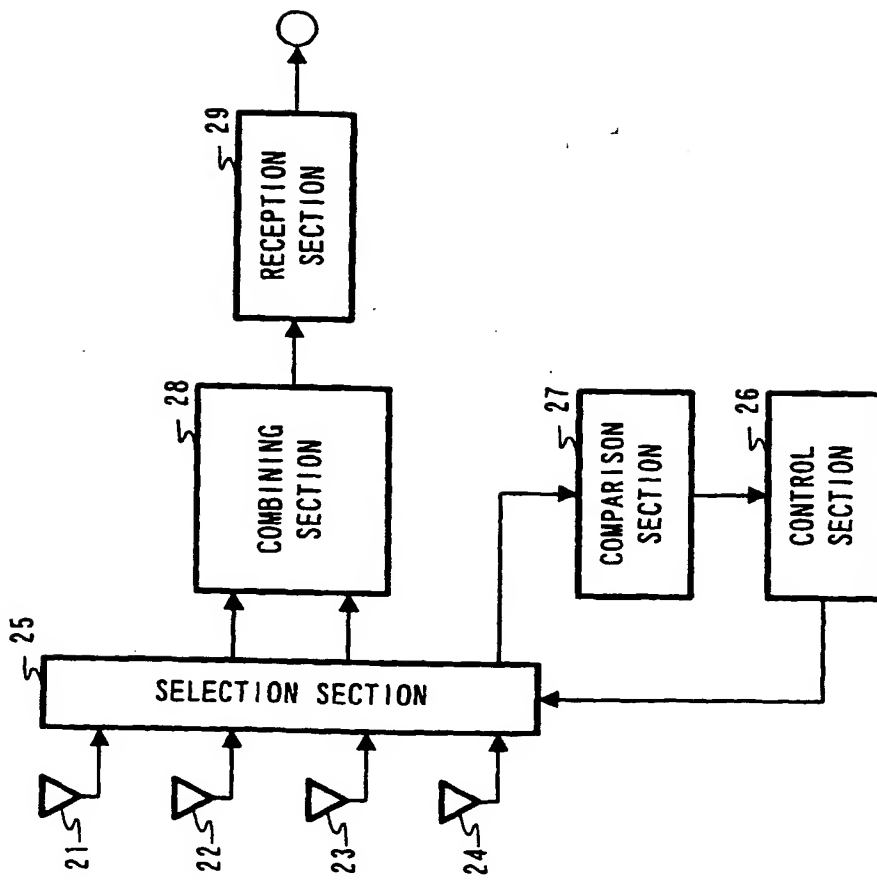 21
22
23
24
25
SELECTION SECTION
28
COMBINING
SECTION
29
RECEPTION
SECTION
27
COMPARISON
SECTION
26
CONTROL
SECTION